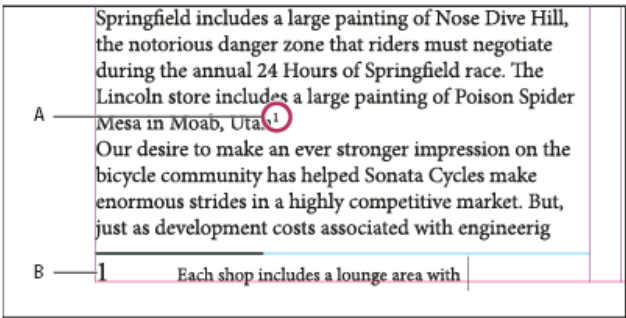 Springfield includes a large painting of Nose Dive Hill,
the notorious danger zone that riders must negotiate
during the annual 24 Hours of Springfield race. The
Lincoln store includes a large painting of Poison Spider
A
Mesa in Moab, Utah.1
Our desire to make an ever stronger impression on the
bicycle community has helped Sonata Cycles make
enormous strides in a highly competitive market. But,
just as development costs associated with engineerig
B 1 Each shop includes a lounge area with